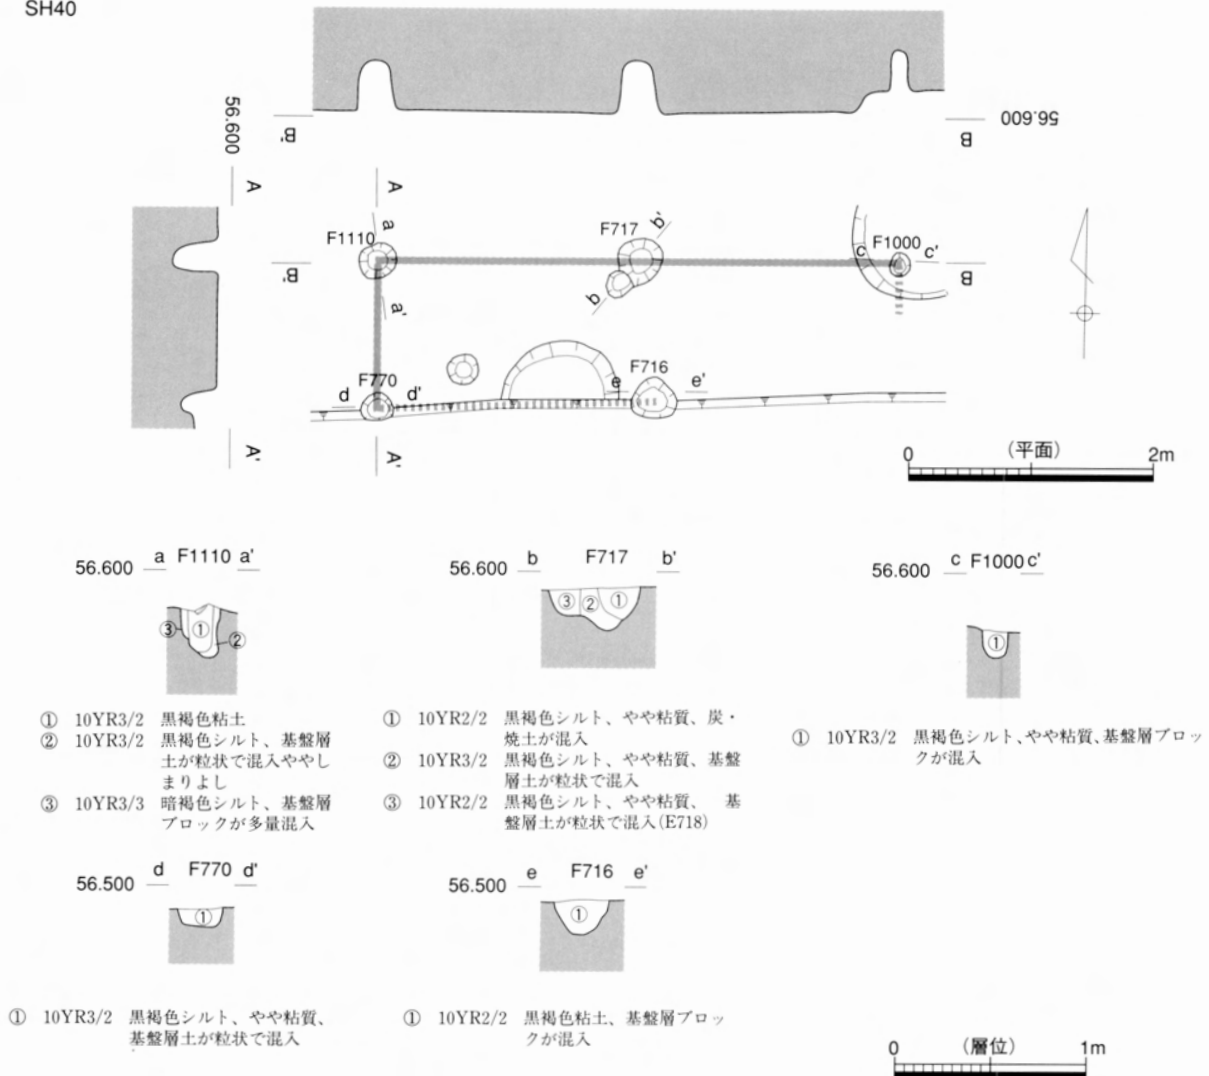 SH40
56.600
B'
B
56.600
A
A
F1110
a
F717
b'
c
F1000
c'
B'
B
a'
b
F770
d
d'
F716
e
e'
A'
A'
0
(平面)
2m
56.600 a F1110 a'
③
①
②
① 10YR3/2 黒褐色粘土
② 10YR3/2 黒褐色シルト、基盤層
土が粒状で混入ややし
まりよし
③ 10YR3/3 暗褐色シルト、基盤層
ブロックが多量混入
56.600 b F717 b'
③
②
①
① 10YR2/2 黒褐色シルト、やや粘質、炭・
焼土が混入
② 10YR3/2 黒褐色シルト、やや粘質、基盤
層土が粒状で混入
③ 10YR2/2 黒褐色シルト、やや粘質、 基
盤層土が粒状で混入(E718)
56.600 c F1000 c'
①
① 10YR3/2 黒褐色シルト、やや粘質、基盤層ブロッ
クが混入
56.500 d F770 d'
①
① 10YR3/2 黒褐色シルト、やや粘質、
基盤層土が粒状で混入
56.500 e F716 e'
①
① 10YR2/2 黒褐色粘土、基盤層ブロッ
クが混入
0
(層位)
1m